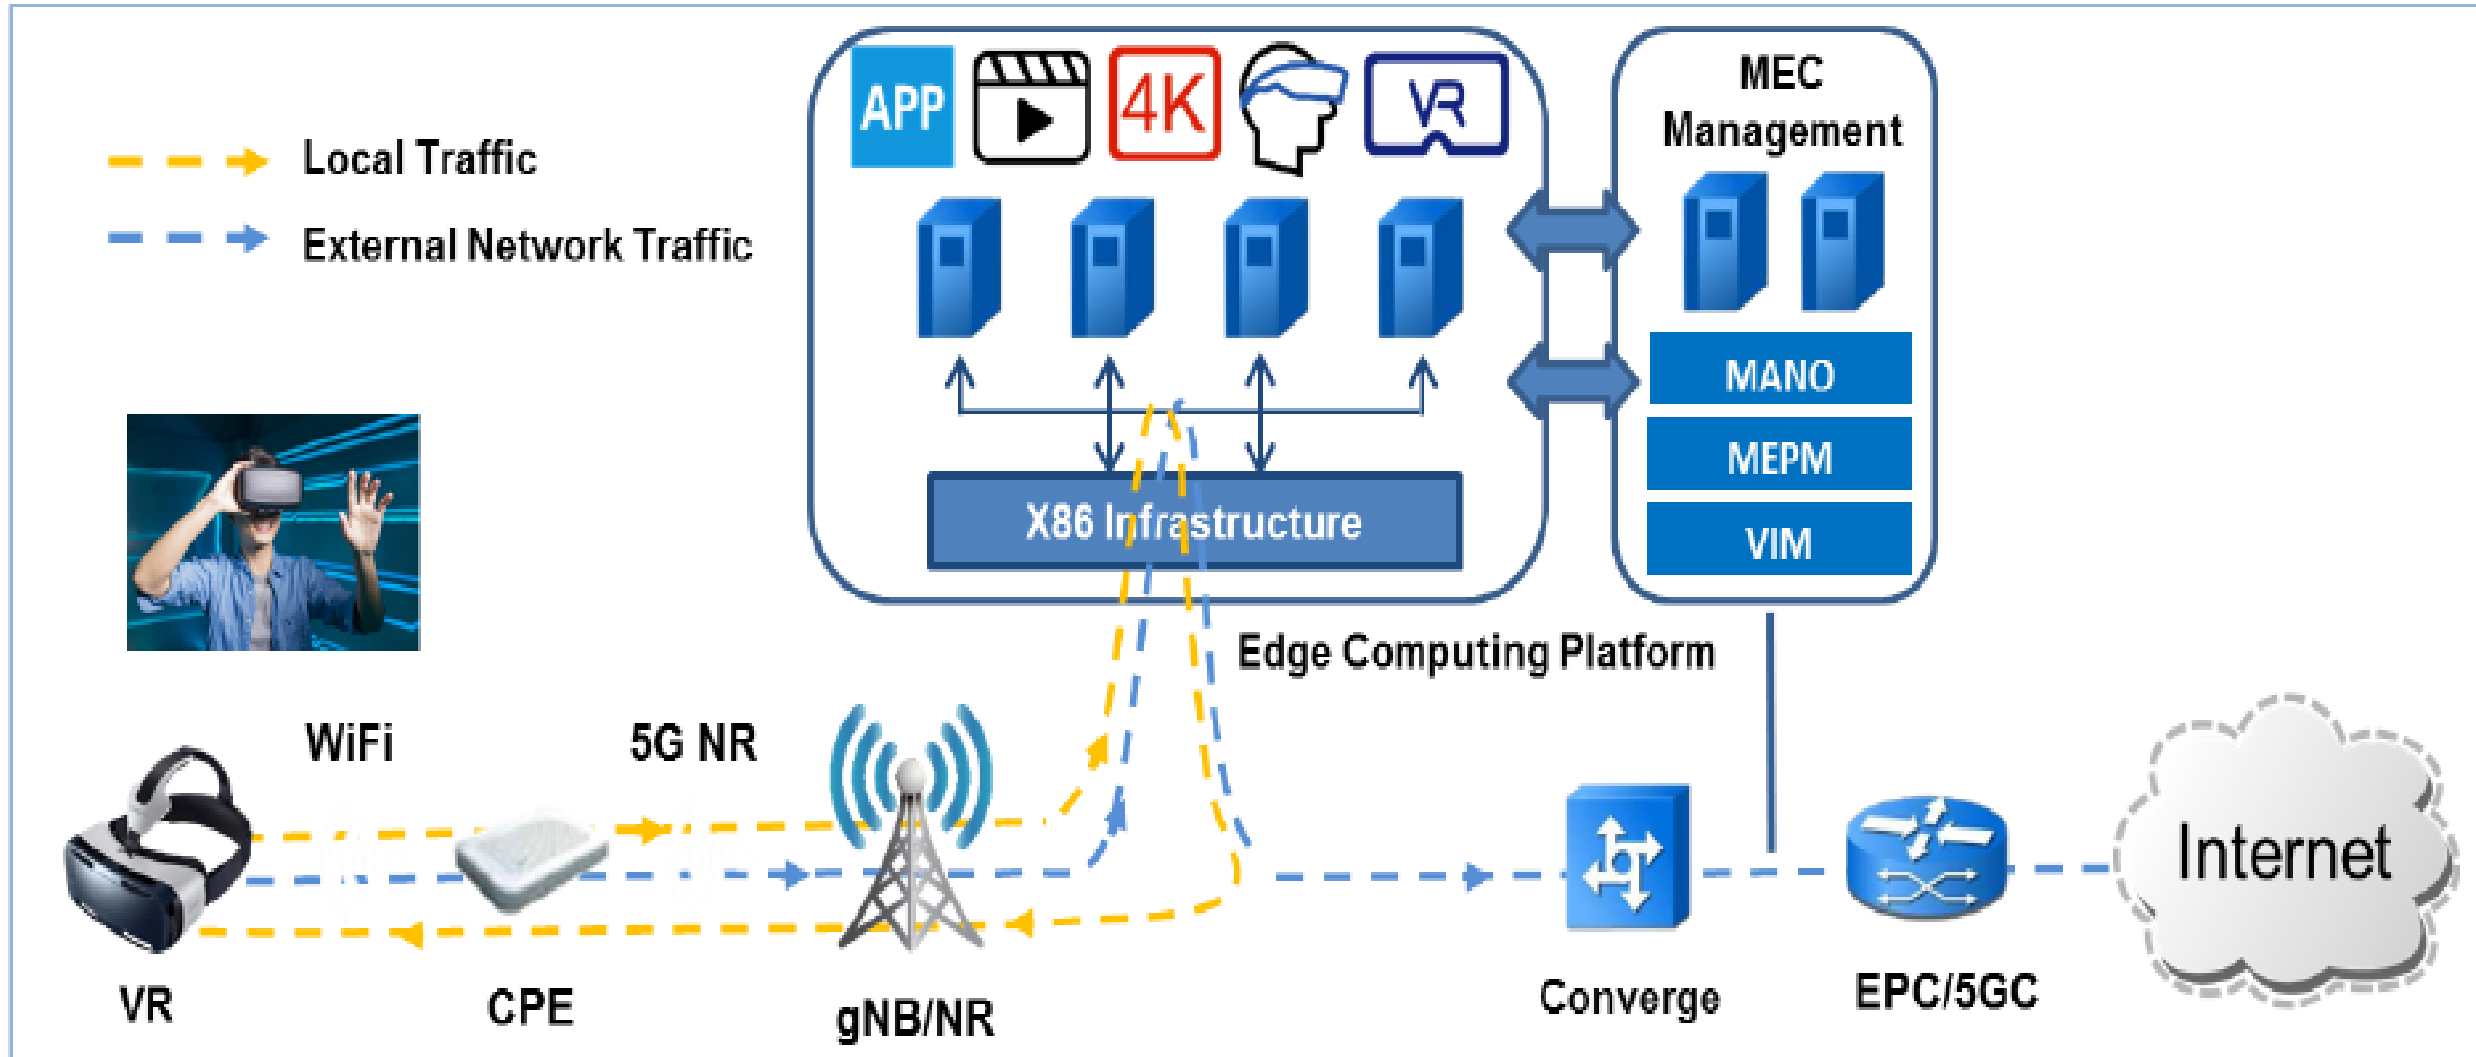 Local Traffic
External Network Traffic
APP
4K
VR
MEC
Management
MANO
MEPM
VIM
X86 Infrastructure
Edge Computing Platform
WiFi
5G NR
VR
CPE
gNB/NR
Converge
EPC/5GC
Internet